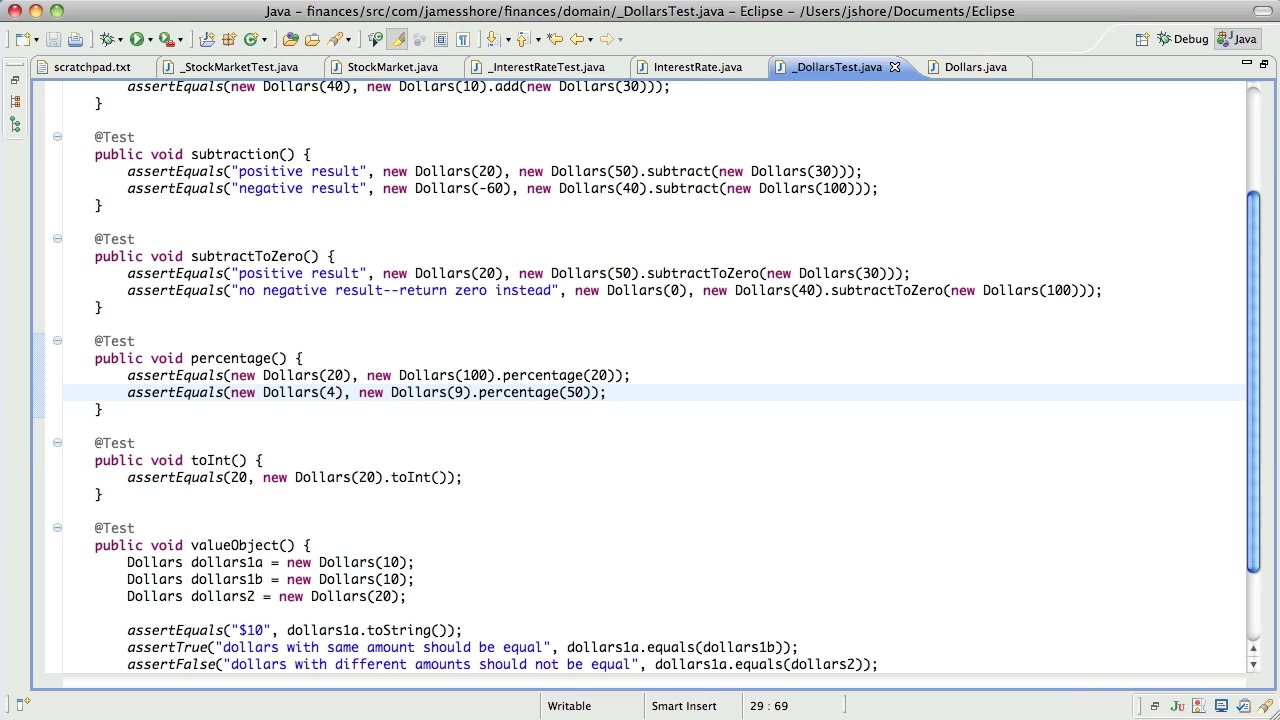 Java - finances/src/com/jamesshore/finances/domain/_DollarsTest.java - Eclipse - /Users/jshore/Documents/Eclipse
Debug Java
scratchpad.txt _StockMarketTest.java StockMarket.java _InterestRateTest.java InterestRate.java _DollarsTest.java Dollars.java
assertEquals(new Dollars(40), new Dollars(10).add(new Dollars(30)));
}
@Test
public void subtraction() {
assertEquals("positive result", new Dollars(20), new Dollars(50).subtract(new Dollars(30)));
assertEquals("negative result", new Dollars(-60), new Dollars(40).subtract(new Dollars(100)));
}
@Test
public void subtractToZero() {
assertEquals("positive result", new Dollars(20), new Dollars(50).subtractToZero(new Dollars(30)));
assertEquals("no negative result--return zero instead", new Dollars(0), new Dollars(40).subtractToZero(new Dollars(100)));
}
@Test
public void percentage() {
assertEquals(new Dollars(20), new Dollars(100).percentage(20));
assertEquals(new Dollars(4), new Dollars(9).percentage(50));
}
@Test
public void toInt() {
assertEquals(20, new Dollars(20).toInt());
}
@Test
public void valueObject() {
Dollars dollars1a = new Dollars(10);
Dollars dollars1b = new Dollars(10);
Dollars dollars2 = new Dollars(20);
assertEquals("$10", dollars1a.toString());
assertTrue("dollars with same amount should be equal", dollars1a.equals(dollars1b));
assertFalse("dollars with different amounts should not be equal", dollars1a.equals(dollars2));
Writable Smart Insert 29 : 69